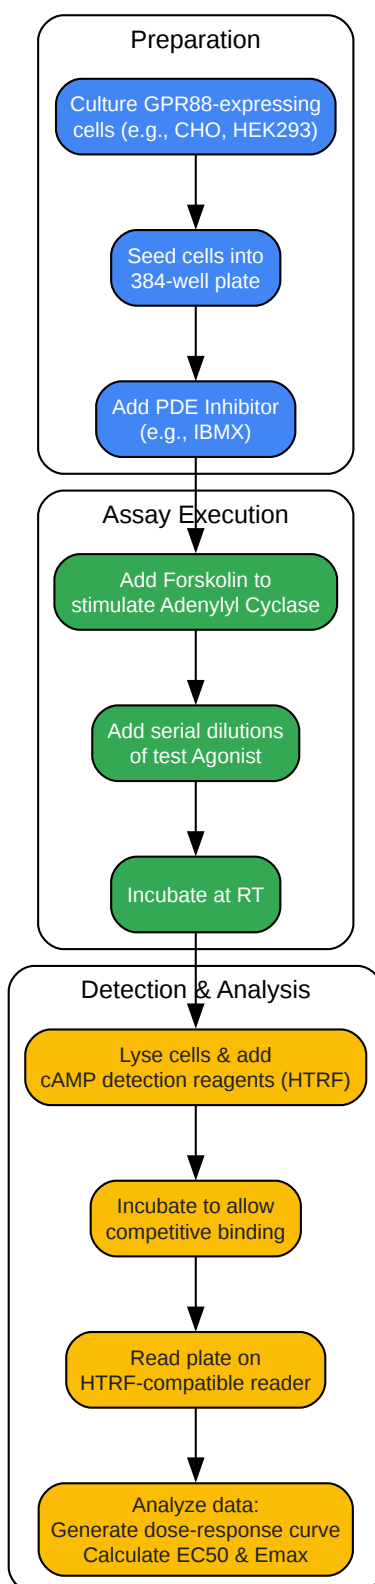 Preparation
Culture GPR88-expressing
cells (e.g., CHO, HEK293)
Seed cells into
384-well plate
Add PDE Inhibitor
(e.g., IBMX)
Assay Execution
Add Forskolin to
stimulate Adenylyl Cyclase
Add serial dilutions
of test Agonist
Incubate at RT
Detection & Analysis
Lyse cells & add
cAMP detection reagents (HTRF)
Incubate to allow
competitive binding
Read plate on
HTRF-compatible reader
Analyze data:
Generate dose-response curve
Calculate EC50 & Emax